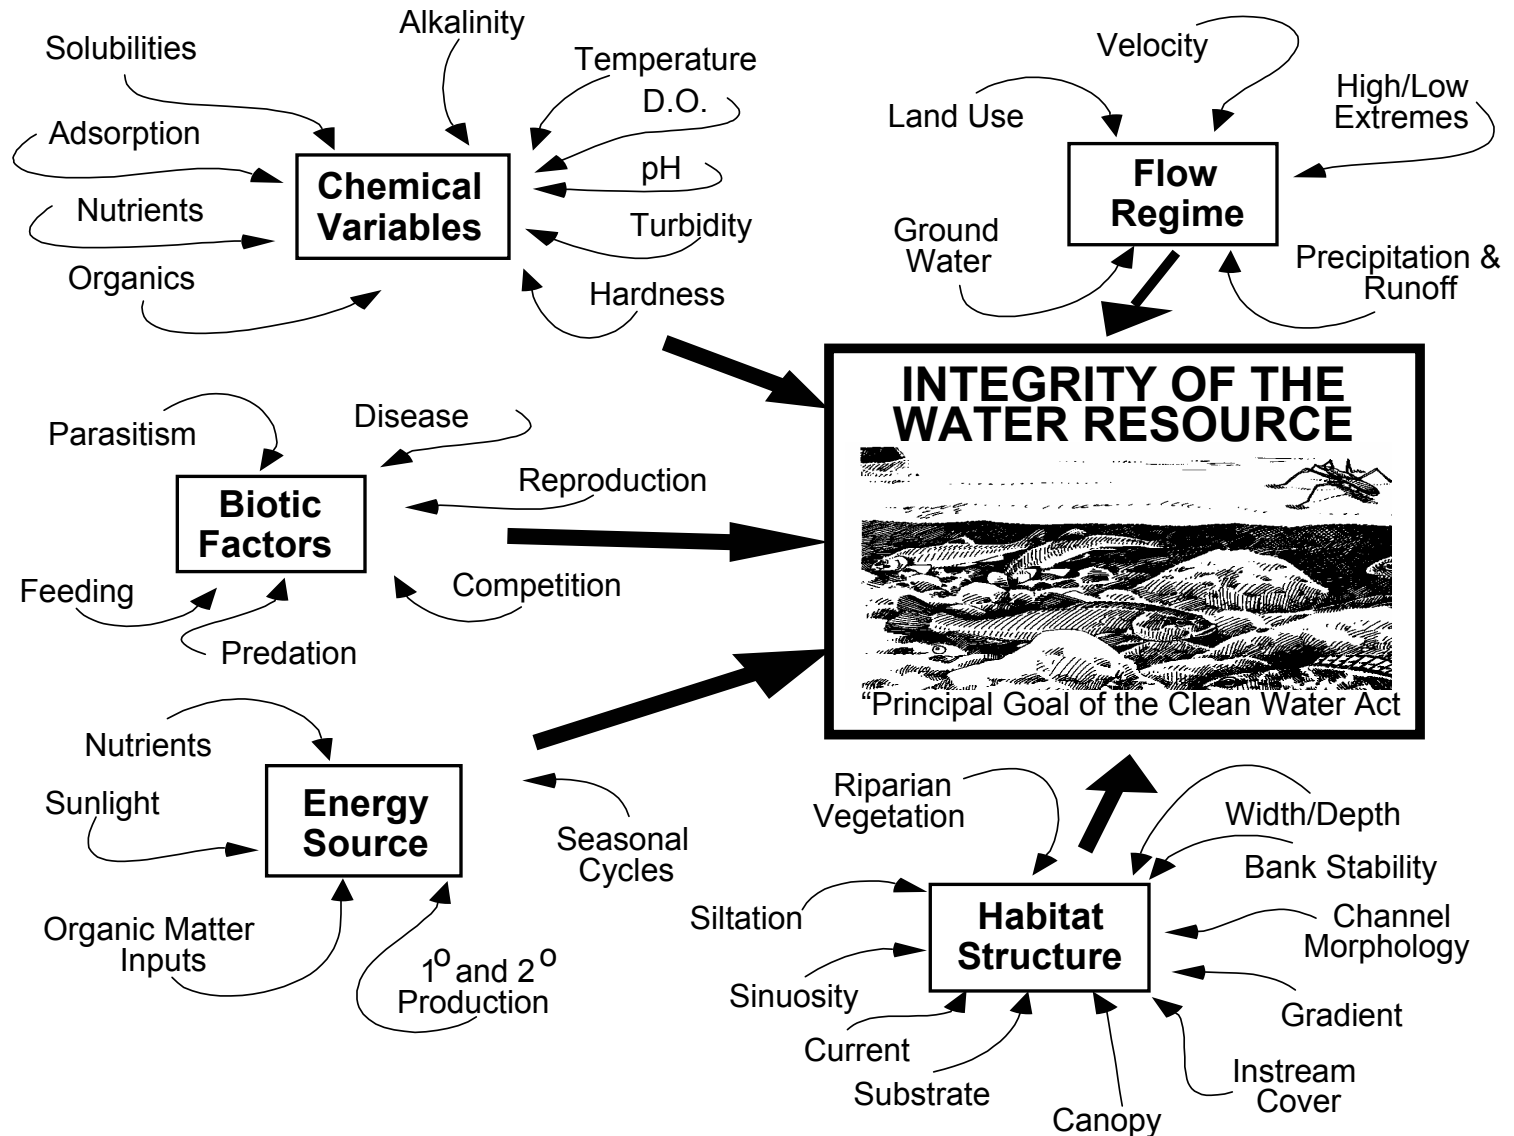 Solubilities
Alkalinity
Temperature
D.O.
Adsorption
pH
Nutrients
Turbidity
Organics
Hardness
Chemical
Variables
Velocity
Land Use
High/Low
Extremes
Flow
Regime
Ground
Water
Precipitation &
Runoff
INTEGRITY OF THE
WATER RESOURCE
“Principal Goal of the Clean Water Act
Parasitism
Disease
Reproduction
Biotic
Factors
Feeding
Competition
Predation
Nutrients
Sunlight
Energy
Source
Seasonal
Cycles
Organic Matter
Inputs
1o and 2o
Production
Riparian
Vegetation
Width/Depth
Bank Stability
Siltation
Habitat
Structure
Channel
Morphology
Sinuosity
Gradient
Current
Substrate
Canopy
Instream
Cover